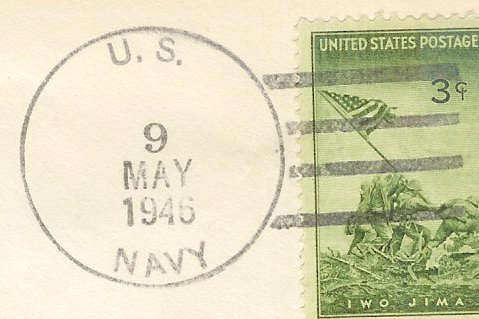 U. S.
9
MAY
1946
NAVY
UNITED STATES POSTAGE
3¢
IWO JIMA